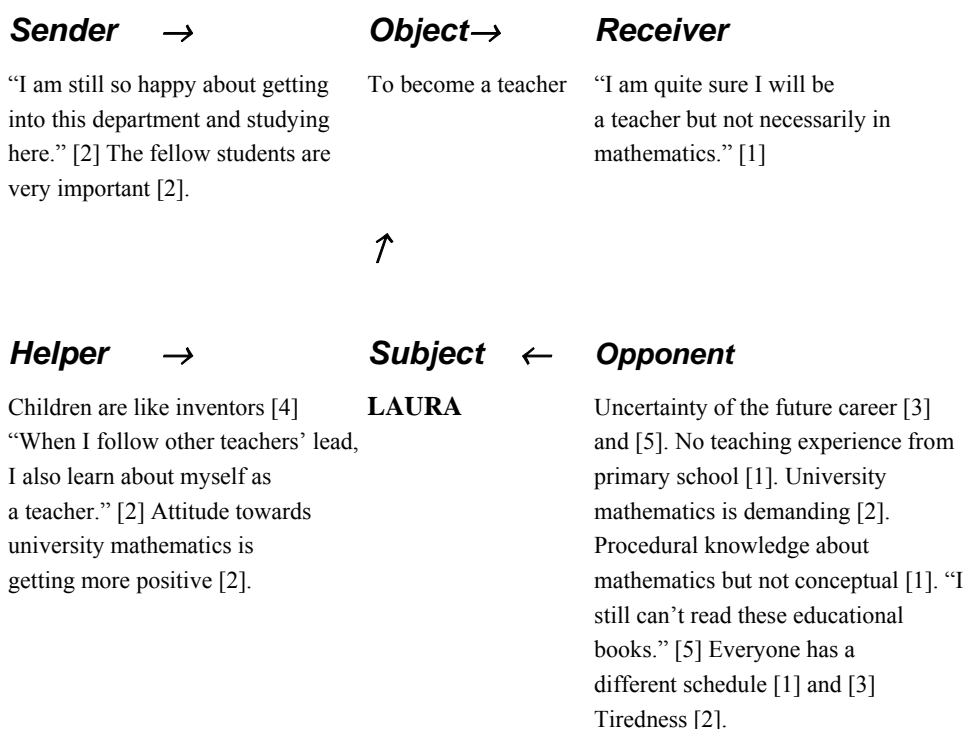 Sender → Object→ Receiver
“I am still so happy about getting
into this department and studying
here.” [2] The fellow students are
very important [2].
To become a teacher
“I am quite sure I will be
a teacher but not necessarily in
mathematics.” [1]
↑
Helper → Subject ← Opponent
Children are like inventors [4]
“When I follow other teachers’ lead,
I also learn about myself as
a teacher.” [2] Attitude towards
university mathematics is
getting more positive [2].
LAURA
Uncertainty of the future career [3]
and [5]. No teaching experience from
primary school [1]. University
mathematics is demanding [2].
Procedural knowledge about
mathematics but not conceptual [1]. “I
still can’t read these educational
books.” [5] Everyone has a
different schedule [1] and [3]
Tiredness [2].